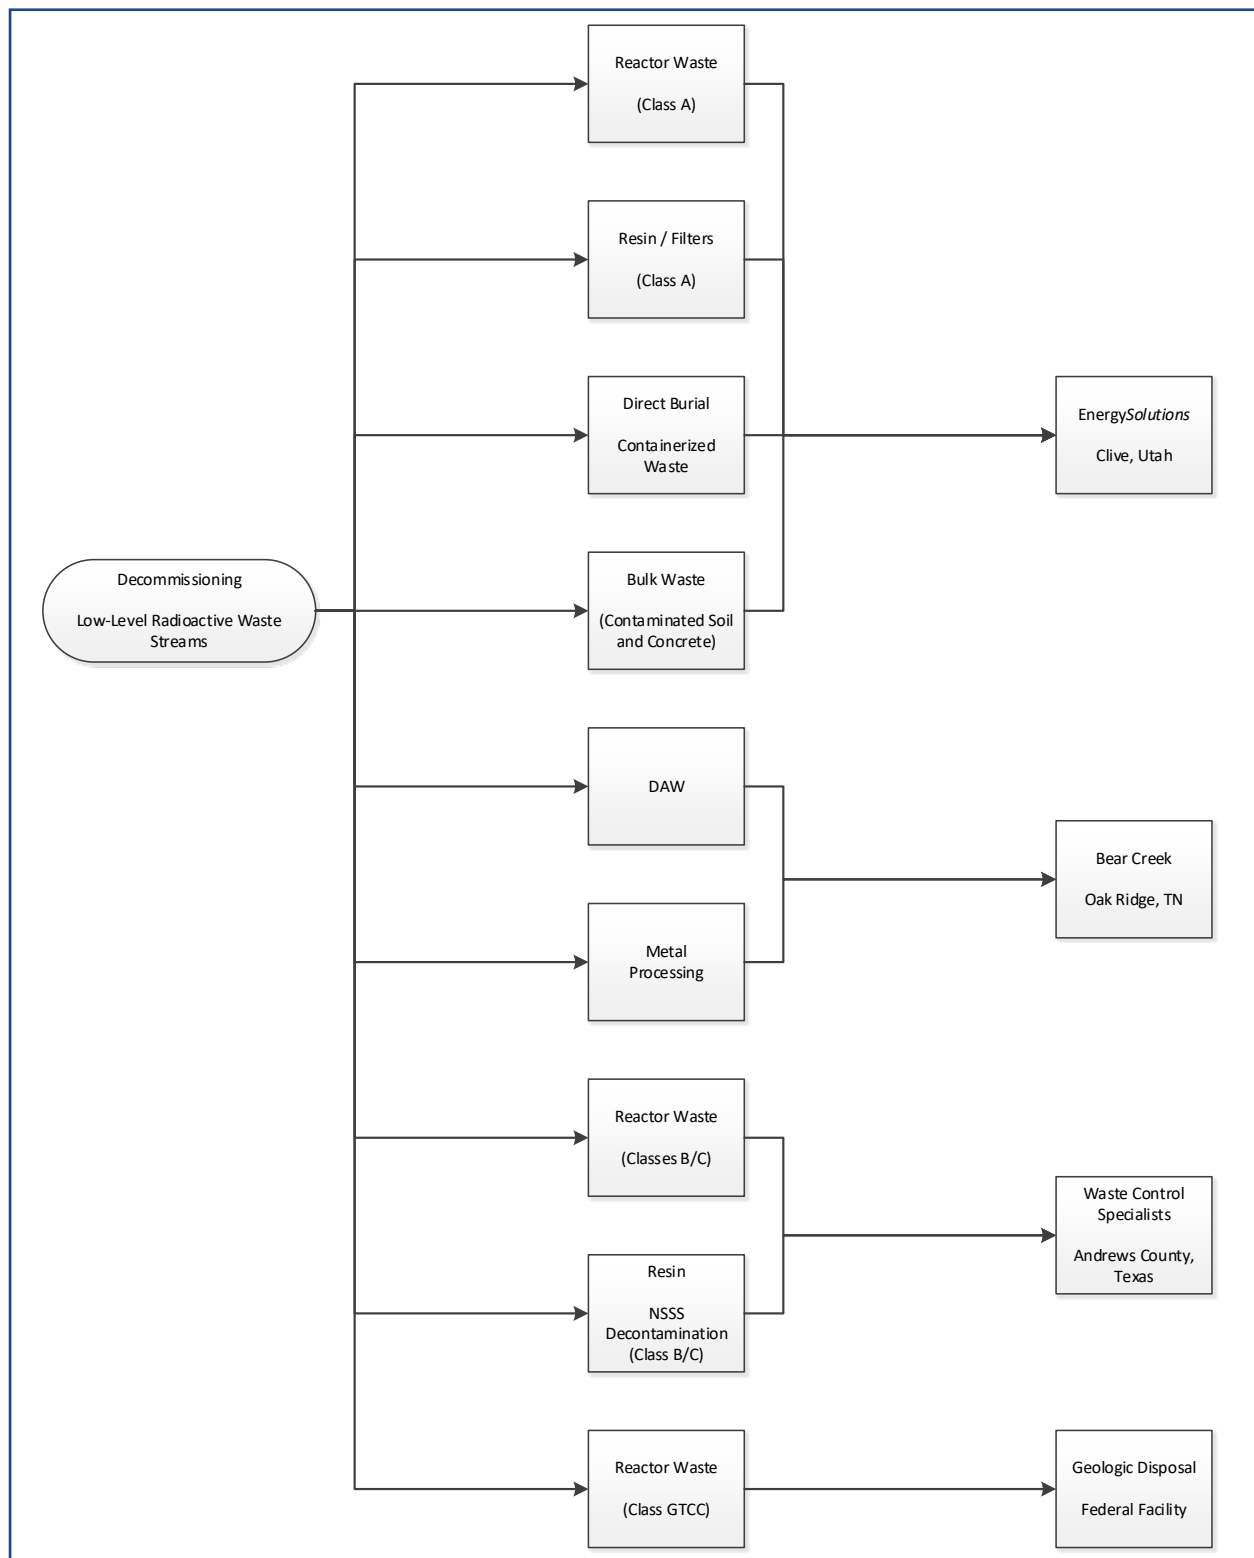 Reactor Waste
(Class A)
Resin / Filters
(Class A)
Direct Burial
Containerized
Waste
EnergySolutions
Clive, Utah
Decommissioning
Low-Level Radioactive Waste
Streams
Bulk Waste
(Contaminated Soil
and Concrete)
DAW
Bear Creek
Oak Ridge, TN
Metal
Processing
Reactor Waste
(Classes B/C)
Waste Control
Specialists
Andrews County,
Texas
Resin
NSSS
Decontamination
(Class B/C)
Reactor Waste
(Class GTCC)
Geologic Disposal
Federal Facility